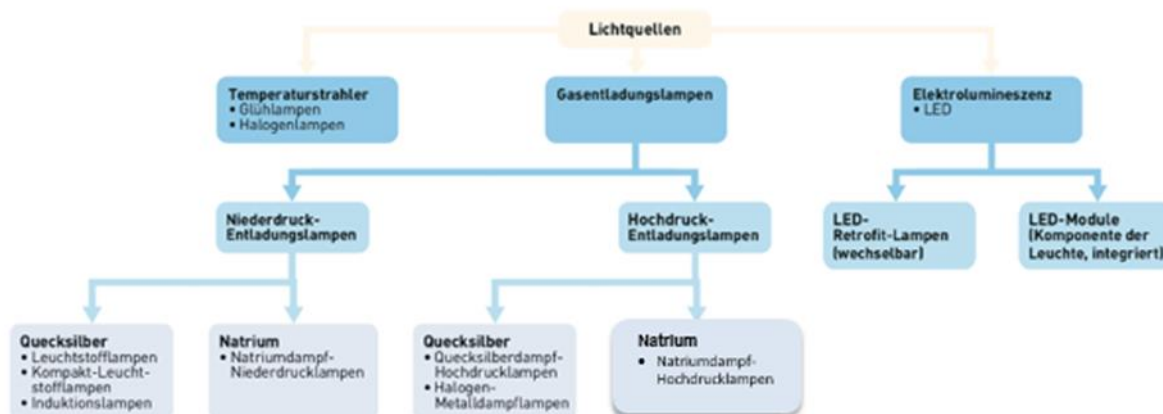 Lichtquellen
Temperaturstrahler
• Glühlampen
• Halogenlampen
Gasentladungslampen
Elektrolumineszenz
• LED
Niederdruck-
Entladungslampen
Hochdruck-
Entladungslampen
LED-
Retrofit-Lampen
(wechselbar)
LED-Module
(Komponente der
Leuchte, integriert)
Quecksilber
• Leuchtstofflampen
• Kompakt-Leucht-
stofflampen
• Induktionslampen
Natrium
• Natriumdampf-
Niederdrucklampen
Quecksilber
• Quecksilberdampf-
Hochdrucklampen
• Halogen-
Metalldampflampen
Natrium
• Natriumdampf-
Hochdrucklampen